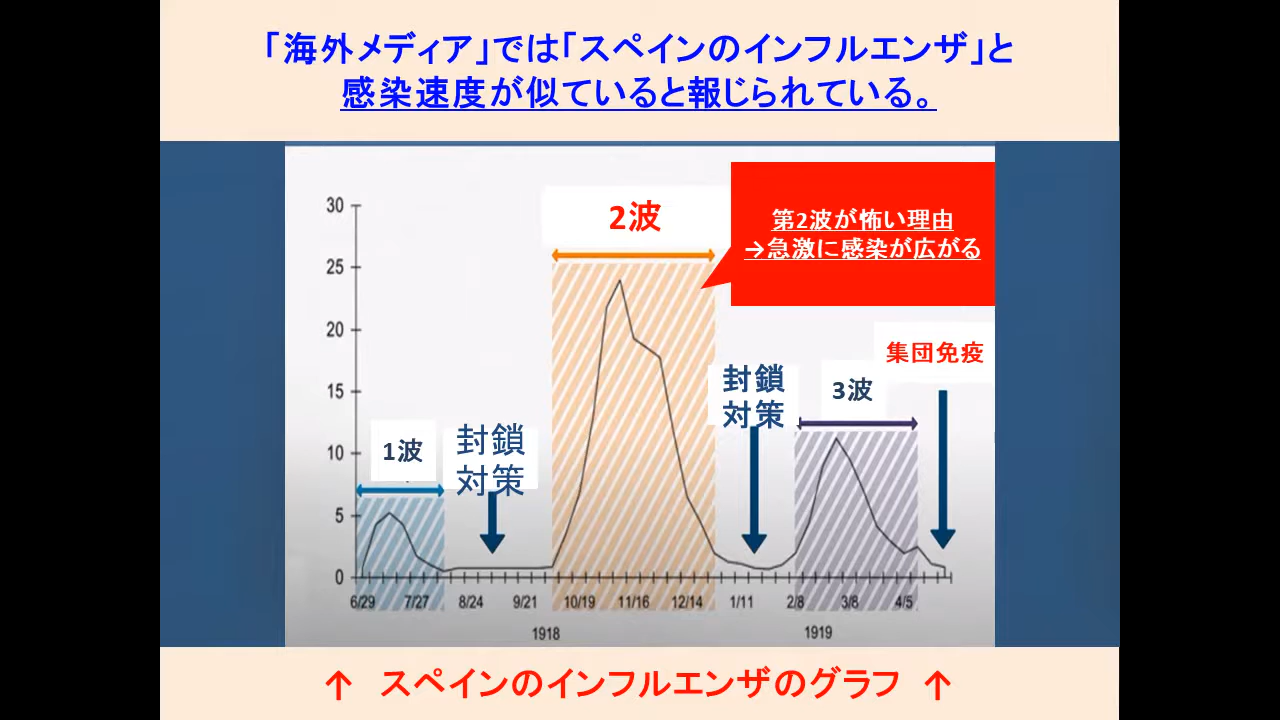 「海外メディア」では「スペインのインフルエンザ」と
感染速度が似ていると報じられている。
30
25
20
15
10
5
0
2波
第2波が怖い理由
→急激に感染が広がる
集団免疫
封鎖
対策
3波
1波
封鎖
対策
6/29 7/27 8/24 9/21 10/19 11/16 12/14 1/11 2/8 3/8 4/5
1918 1919
↑ スペインのインフルエンザのグラフ ↑